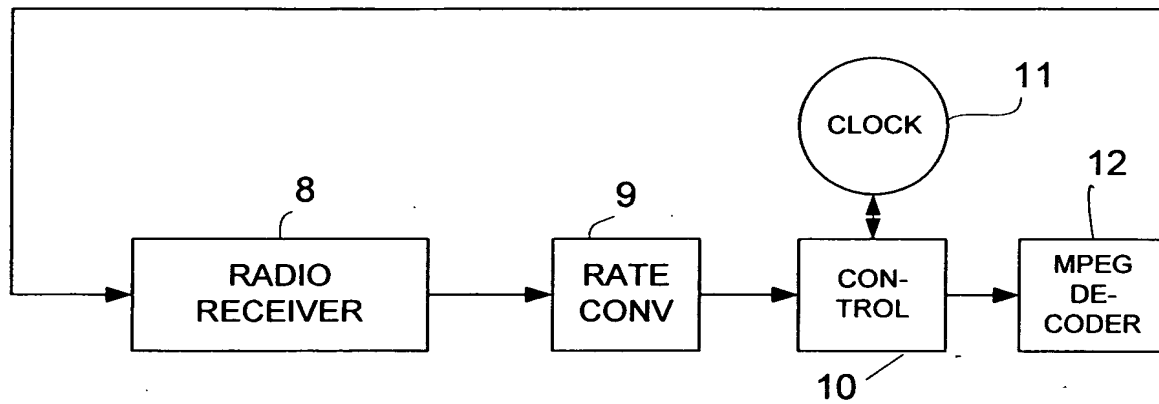 11
CLOCK
8
9
12
RADIO
RECEIVER
RATE
CONV
CON-
TROL
MPEG
DE-
CODER
10